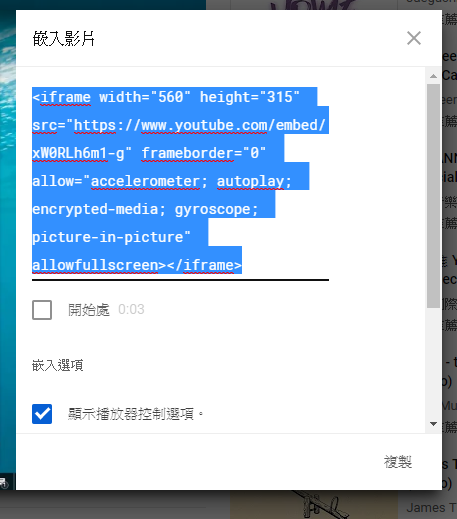 嵌入影片
<iframe width="560" height="315"
src="https://www.youtube.com/embed/
xW0RLh6m1-g" frameborder="0"
allow="accelerometer; autoplay;
encrypted-media; gyroscope;
picture-in-picture"
allowfullscreen></iframe>
開始處 0:03
嵌入選項
顯示播放器控制選項。
複製
James T